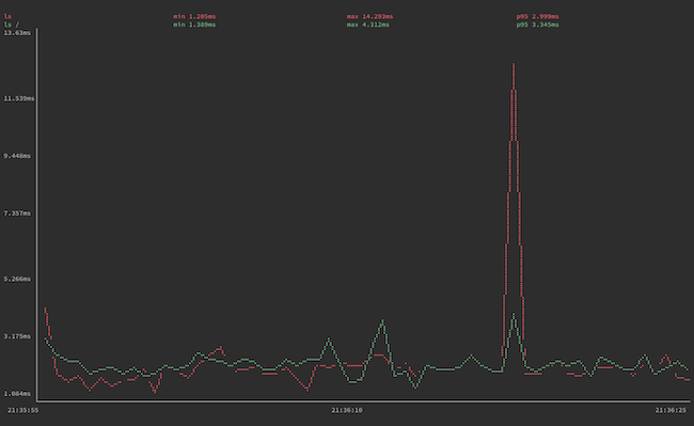 ls min 1.205ms max 14.293ms p95 2.999ms
ls / min 1.309ms max 4.312ms p95 3.345ms
13.63ms
11.539ms
9.448ms
7.357ms
5.266ms
3.175ms
1.084ms
21:35:55 21:36:10 21:36:25